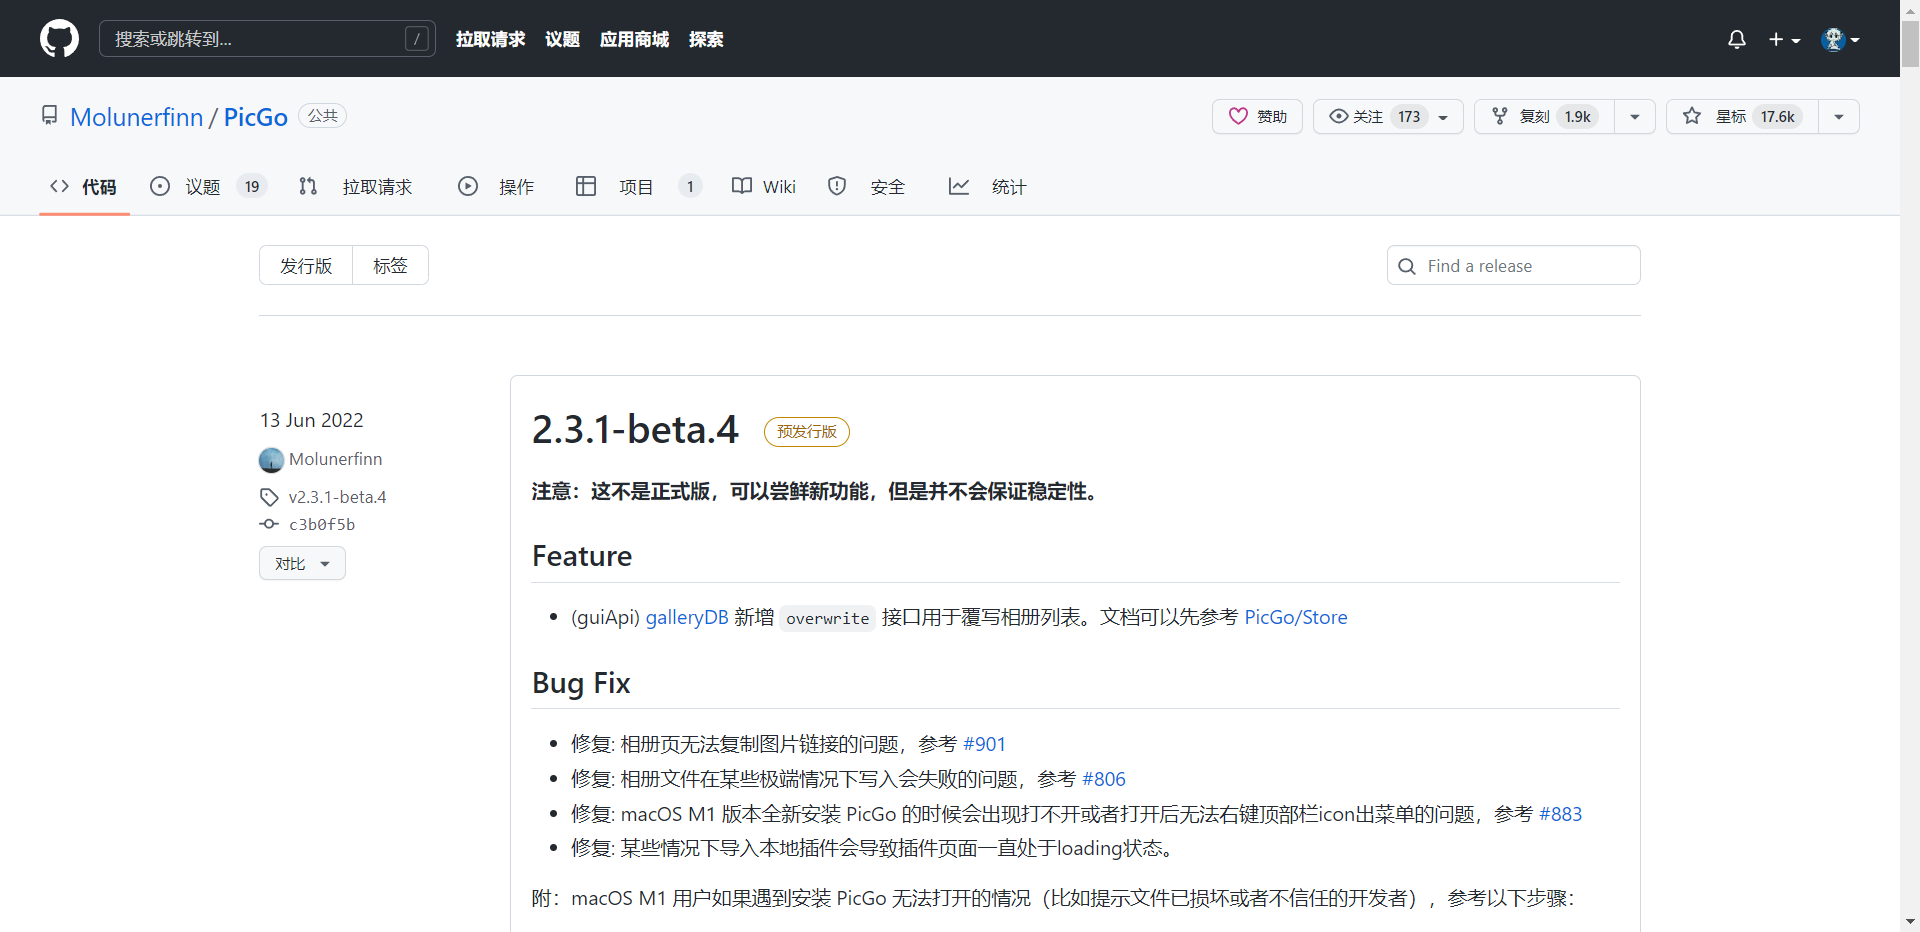 搜索或跳转到... / 拉取请求 议题 应用商城 探索
Molunerfinn / PicGo 公共 赞助 关注 173 复刻 1.9k 星标 17.6k
代码 议题 19 拉取请求 操作 项目 1 Wiki 安全 统计
发行版 标签 Find a release
13 Jun 2022
Molunerfinn
v2.3.1-beta.4
c3b0f5b
对比
2.3.1-beta.4 预发行版
注意：这不是正式版，可以尝鲜新功能，但是并不会保证稳定性。
Feature
(guiApi) galleryDB 新增 overwrite 接口用于覆写相册列表。文档可以先参考 PicGo/Store
Bug Fix
修复: 相册页无法复制图片链接的问题，参考 #901
修复: 相册文件在某些极端情况下写入会失败的问题，参考 #806
修复: macOS M1 版本全新安装 PicGo 的时候会出现打不开或者打开后无法右键顶部栏icon出菜单的问题，参考 #883
修复: 某些情况下导入本地插件会导致插件页面一直处于loading状态。
附：macOS M1 用户如果遇到安装 PicGo 无法打开的情况（比如提示文件已损坏或者不信任的开发者），参考以下步骤：